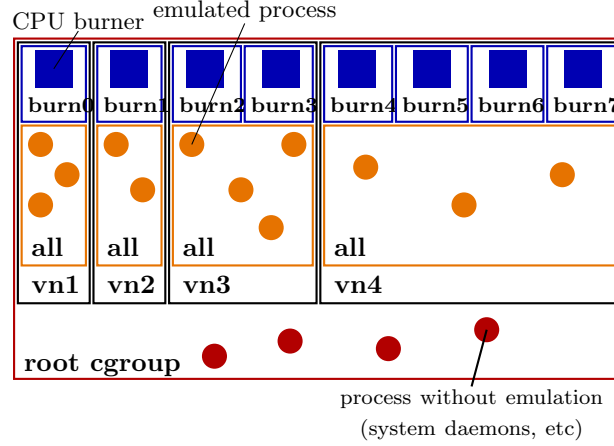 emulated process
CPU burner
burn0 burn1 burn2 burn3 burn4 burn5 burn6 burn7
all all all all
vn1 vn2 vn3 vn4
root cgroup
process without emulation
(system daemons, etc)